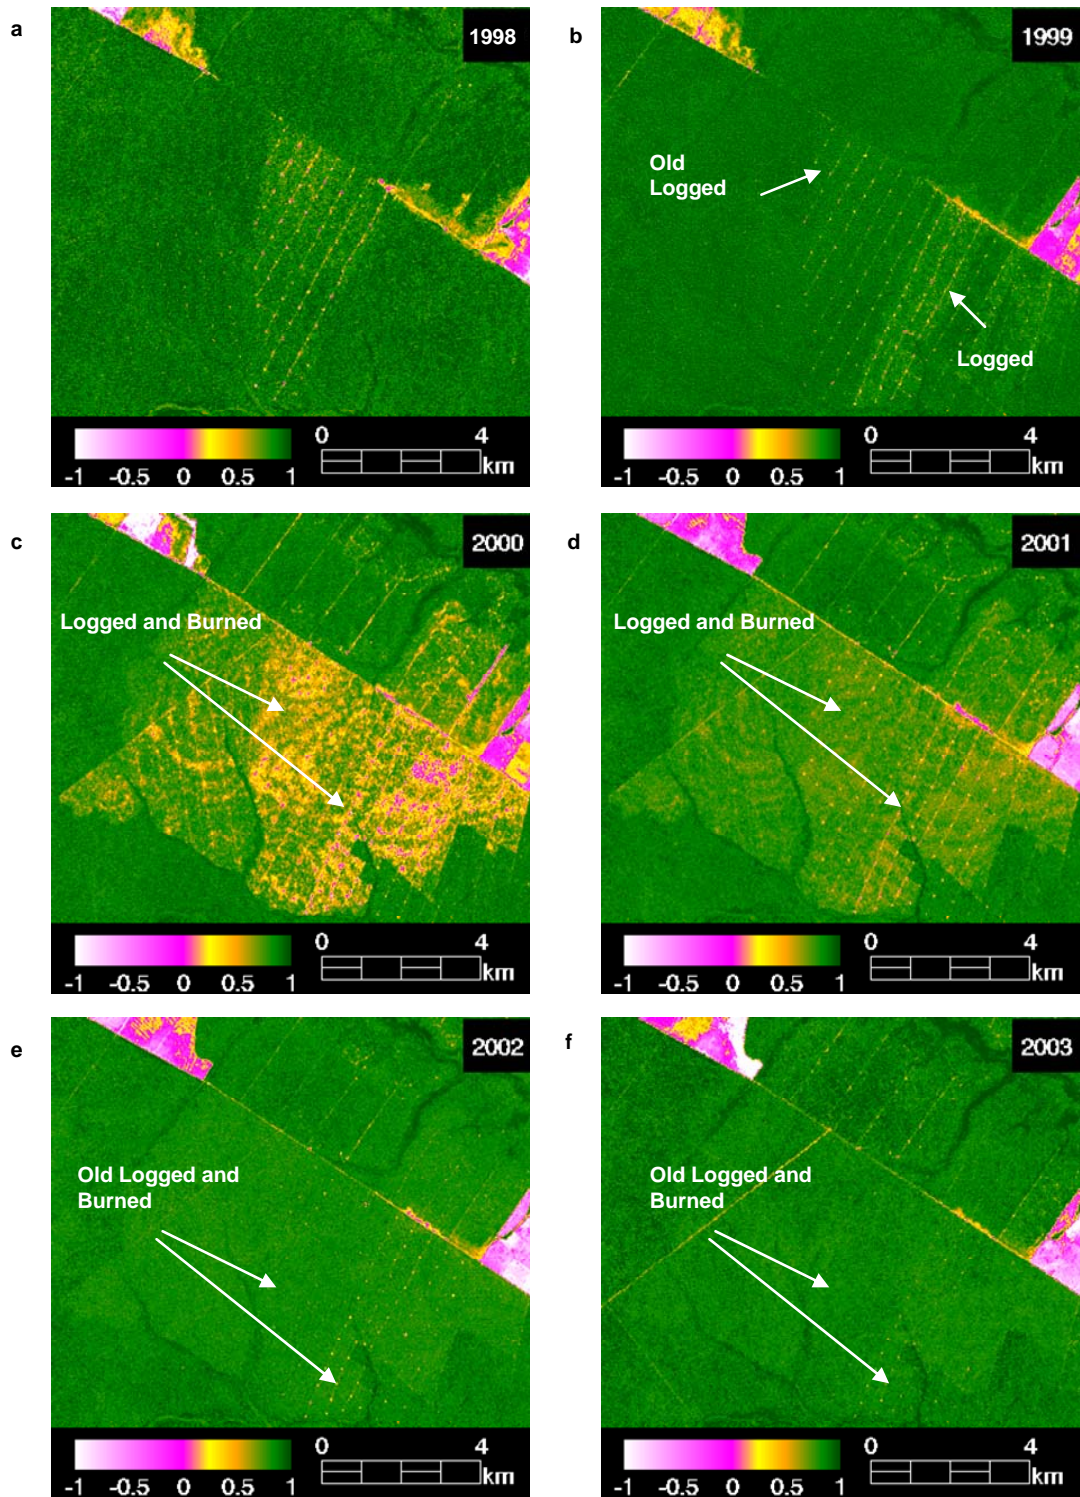 a
1998
0
4
km
-1 -0.5 0 0.5 1
b
1999
Old
Logged
Logged
0
4
km
-1 -0.5 0 0.5 1
c
2000
Logged and Burned
0
4
km
-1 -0.5 0 0.5 1
d
2001
Logged and Burned
0
4
km
-1 -0.5 0 0.5 1
e
2002
Old Logged and
Burned
0
4
km
-1 -0.5 0 0.5 1
f
2003
Old Logged and
Burned
0
4
km
-1 -0.5 0 0.5 1